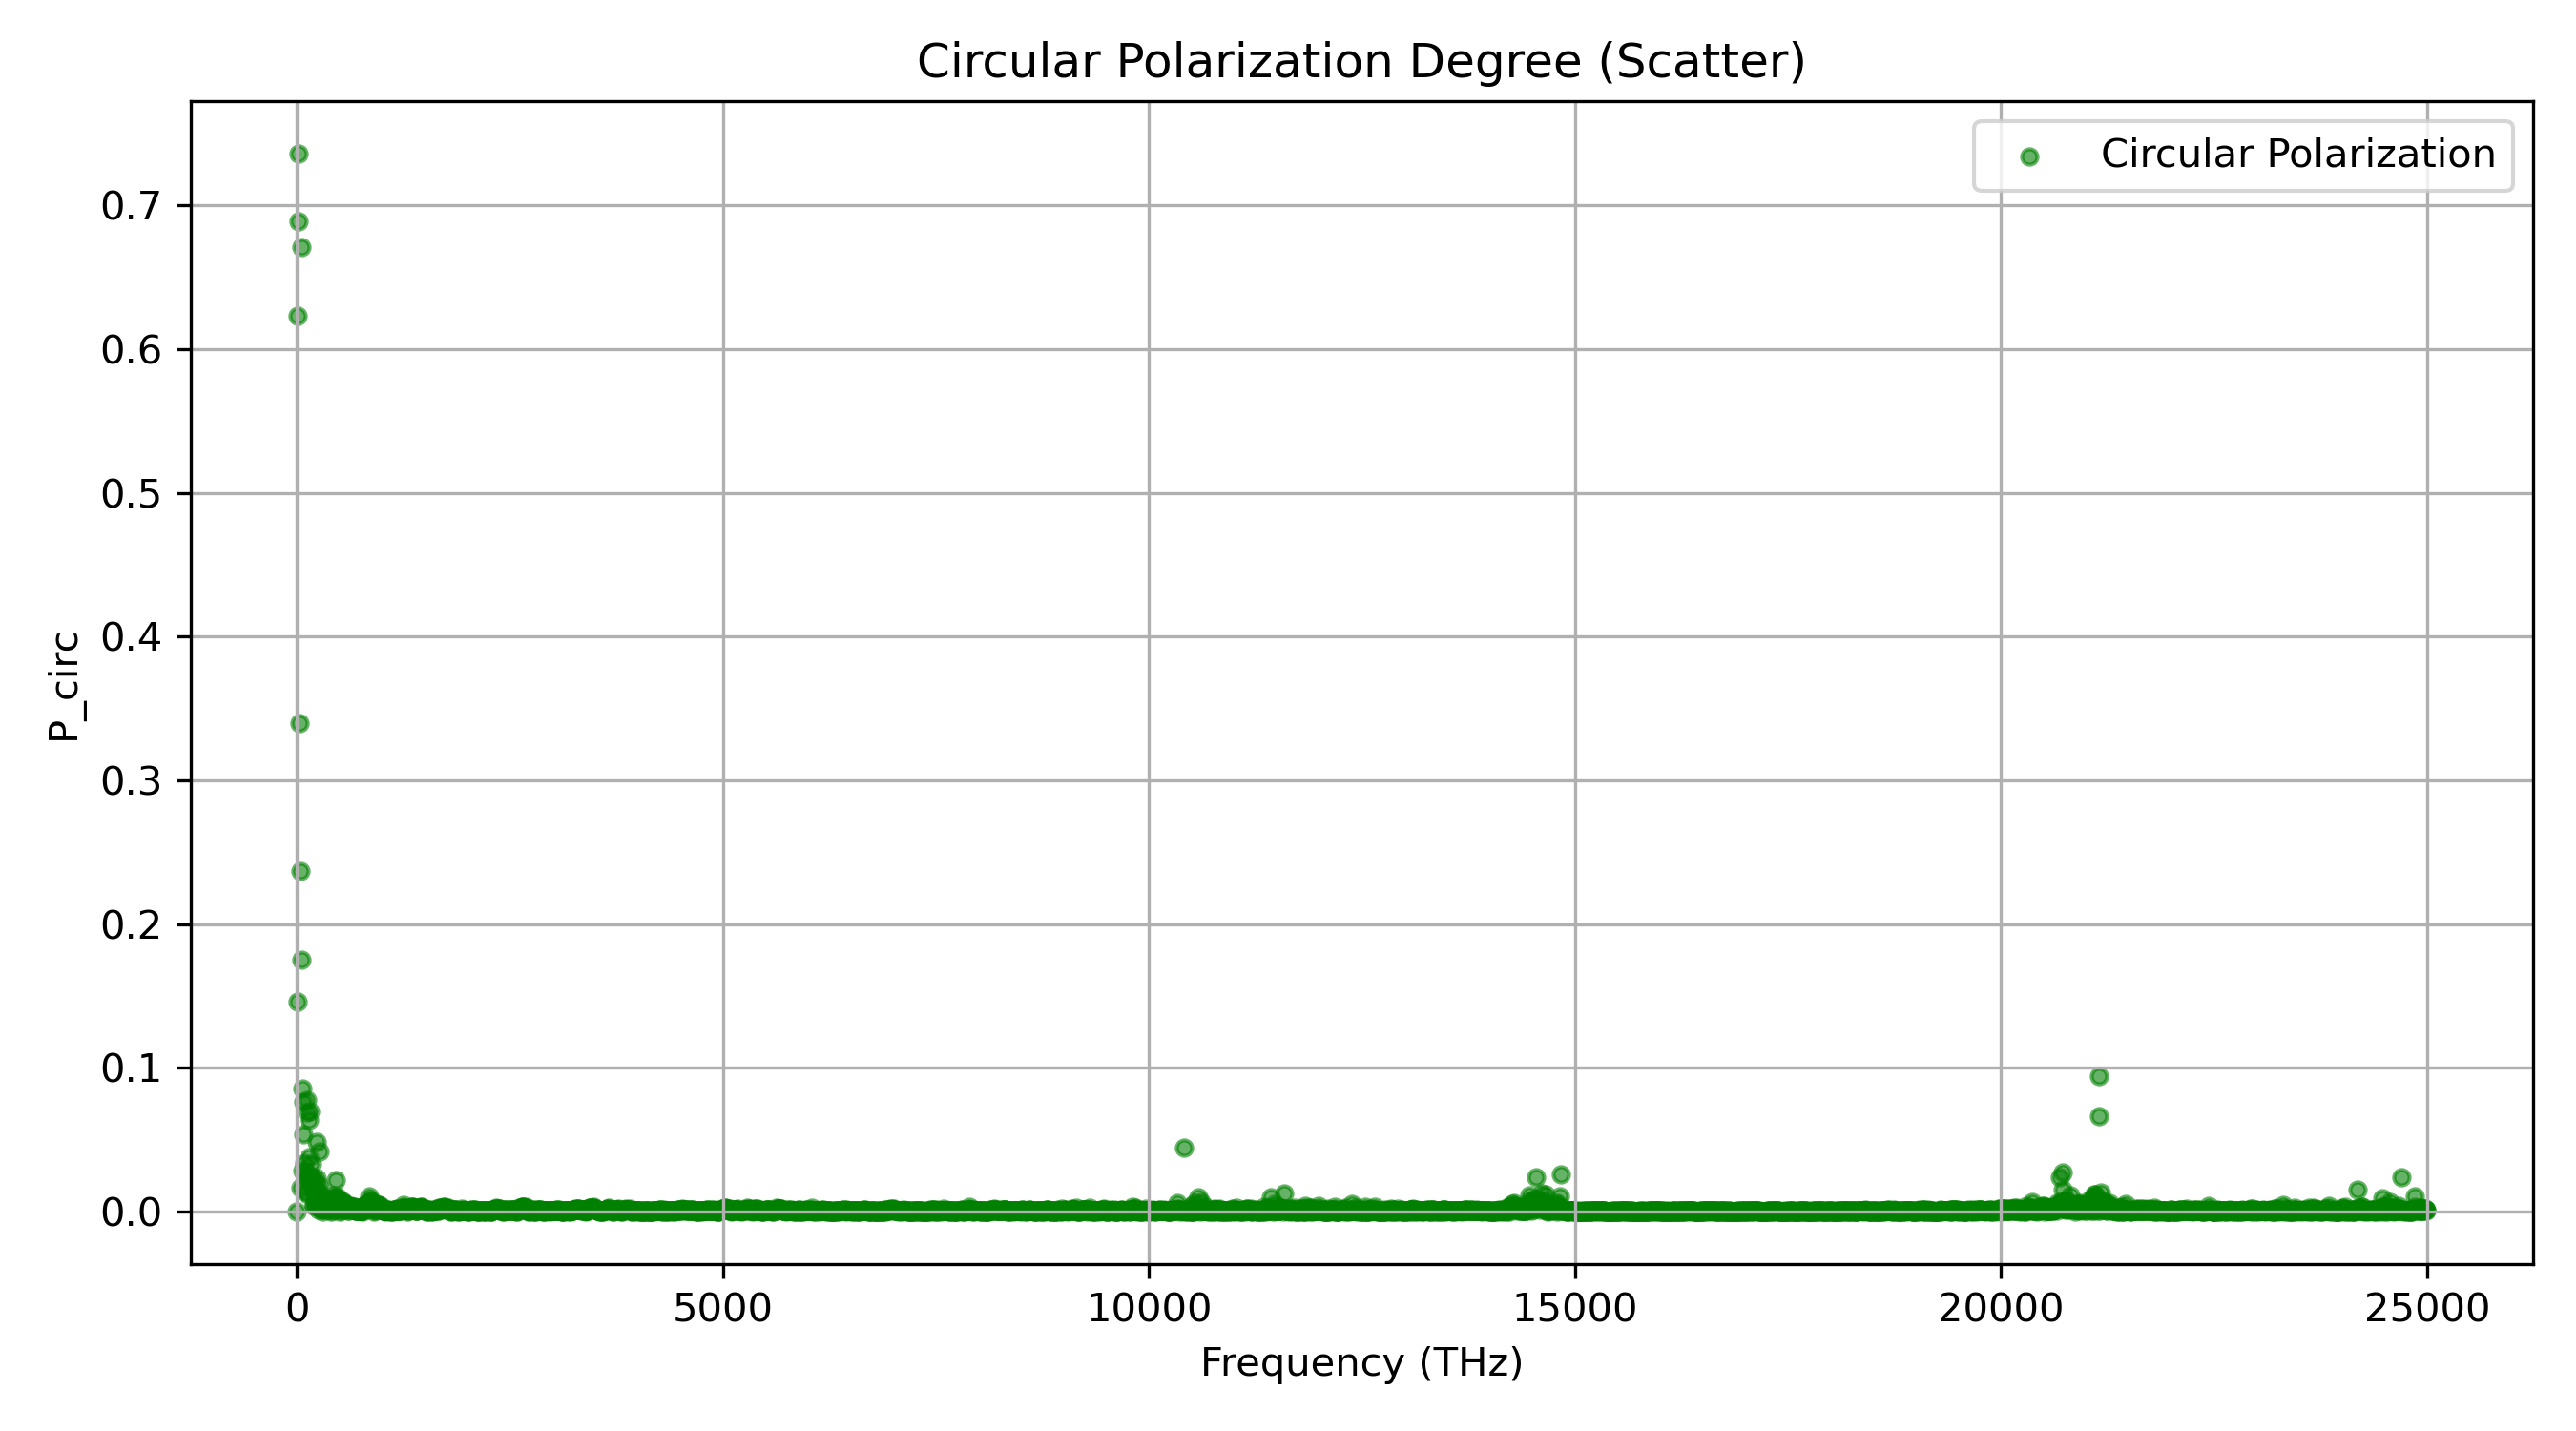 Circular Polarization Degree (Scatter)
Circular Polarization
P_circ
0.7
0.6
0.5
0.4
0.3
0.2
0.1
0.0
0 5000 10000 15000 20000 25000
Frequency (THz)